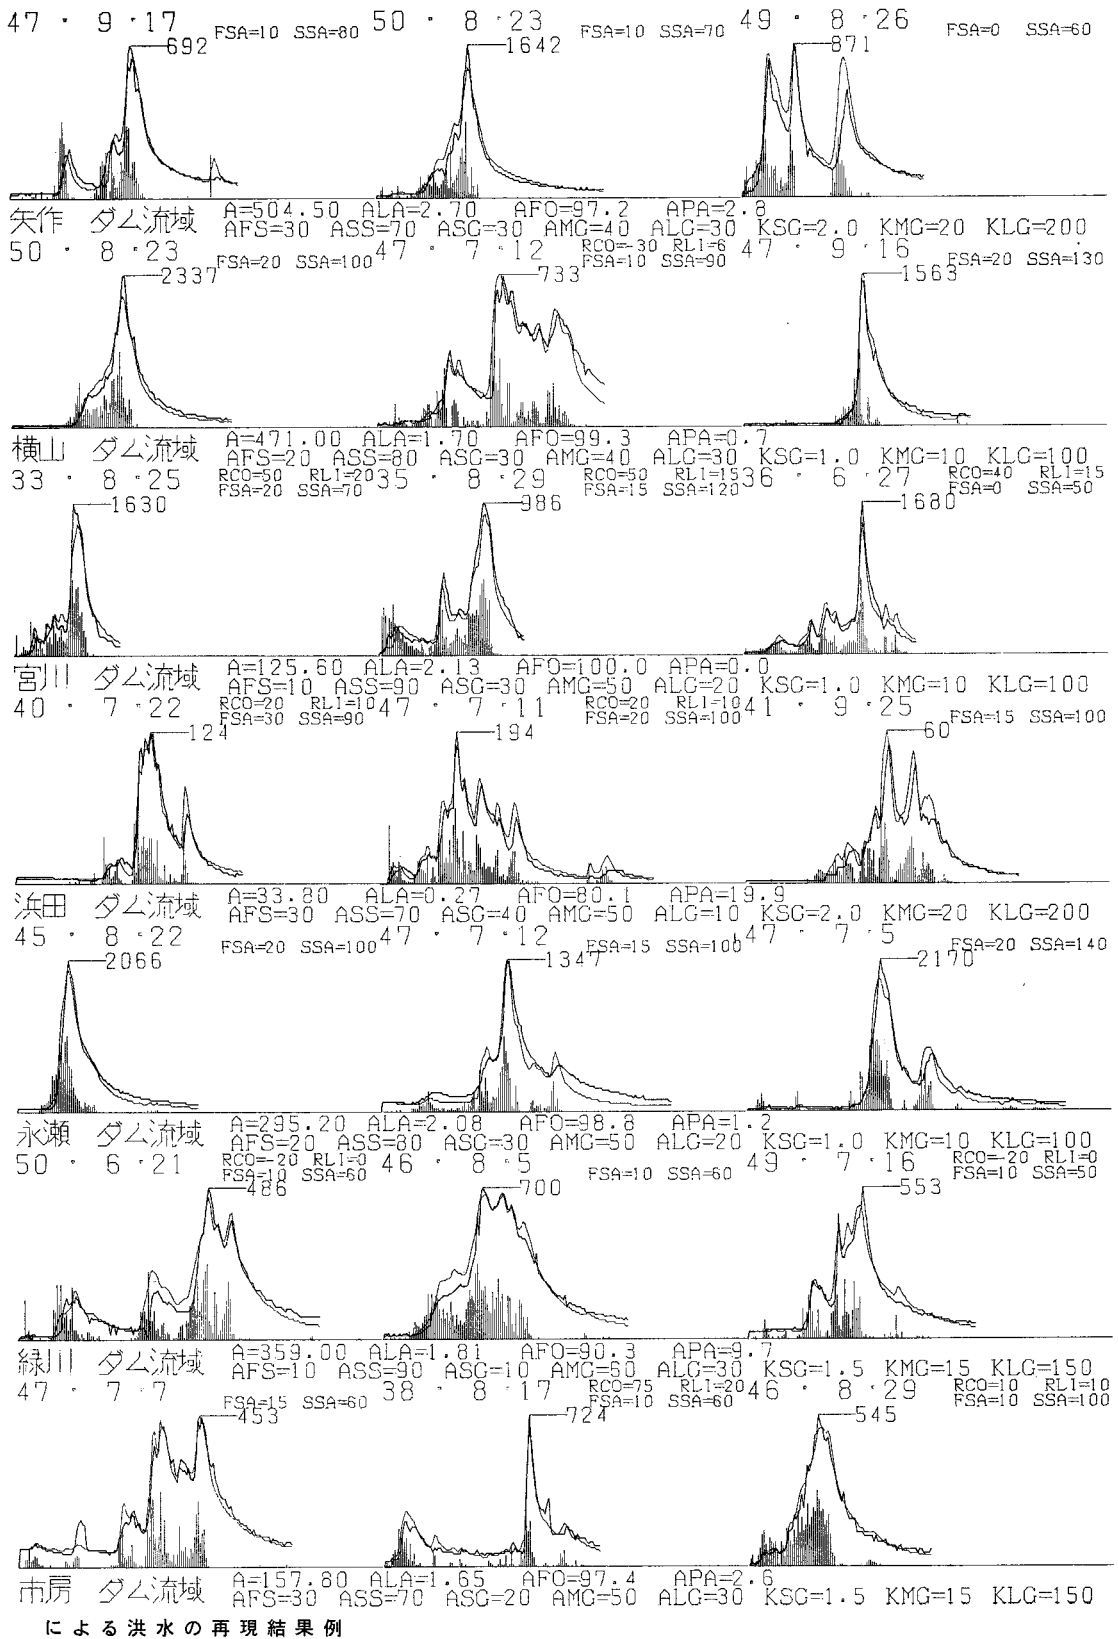 47 ・ 9 ・17 FSA=10 SSA=80 50 ・ 8 ・23 FSA=10 SSA=70 49 ・ 8 ・26 FSA=0 SSA=60
692 1642 871
矢作 ダム流域 A=504.50 ALA=2.70 AFO=97.2 APA=2.8
AFS=30 ASS=70 ASG=30 AMG=40 ALG=30 KSG=2.0 KMG=20 KLG=200
50 ・ 8 ・23 FSA=20 SSA=100 47 ・ 7 ・12 RCO=-30 RLI=6 FSA=10 SSA=90 47 ・ 9 ・16 FSA=20 SSA=130
2337 733 1563
横山 ダム流域 A=471.00 ALA=1.70 AFO=99.3 APA=0.7
AFS=20 ASS=80 ASG=30 AMG=40 ALG=30 KSG=1.0 KMG=10 KLG=100
33 ・ 8 ・25 RCO=50 RLI=20 FSA=20 SSA=70 35 ・ 8 ・29 RCO=50 RLI=15 FSA=15 SSA=120 36 ・ 6 ・27 RCO=40 RLI=15 FSA=0 SSA=50
1630 986 1680
宮川 ダム流域 A=125.60 ALA=2.13 AFO=100.0 APA=0.0
AFS=10 ASS=90 ASG=30 AMG=50 ALG=20 KSG=1.0 KMG=10 KLG=100
40 ・ 7 ・22 RCO=20 RLI=10 FSA=30 SSA=90 47 ・ 7 ・11 RCO=20 RLI=10 FSA=20 SSA=100 41 ・ 9 ・25 FSA=15 SSA=100
124 194 60
浜田 ダム流域 A=33.80 ALA=0.27 AFO=80.1 APA=19.9
AFS=30 ASS=70 ASG=40 AMG=50 ALG=10 KSG=2.0 KMG=20 KLG=200
45 ・ 8 ・22 FSA=20 SSA=100 47 ・ 7 ・12 FSA=15 SSA=100 47 ・ 7 ・5 FSA=20 SSA=140
2066 1347 2170
永瀬 ダム流域 A=295.20 ALA=2.08 AFO=98.8 APA=1.2
AFS=20 ASS=80 ASG=30 AMG=50 ALG=20 KSG=1.0 KMG=10 KLG=100
50 ・ 6 ・21 RCO=-20 RLI=0 FSA=10 SSA=60 46 ・ 8 ・5 FSA=10 SSA=60 49 ・ 7 ・16 RCO=-20 RLI=0 FSA=10 SSA=50
486 700 553
緑川 ダム流域 A=359.00 ALA=1.81 AFO=90.3 APA=9.7
AFS=10 ASS=90 ASG=10 AMG=60 ALG=30 KSG=1.5 KMG=15 KLG=150
47 ・ 7 ・7 FSA=15 SSA=60 38 ・ 8 ・17 RCO=75 RLI=20 FSA=10 SSA=60 46 ・ 8 ・29 RCO=10 RLI=10 FSA=10 SSA=100
453 724 545
市房 ダム流域 A=157.80 ALA=1.65 AFO=97.4 APA=2.6
AFS=30 ASS=70 ASG=20 AMG=50 ALG=30 KSG=1.5 KMG=15 KLG=150
による洪水の再現結果例